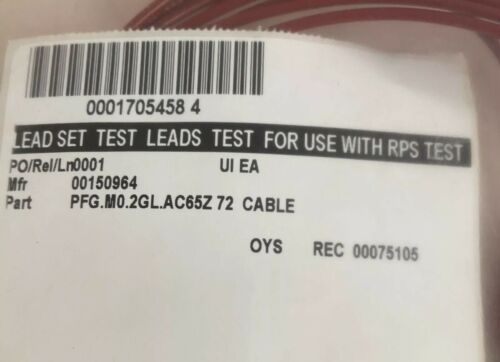 0001705458 4
LEAD SET TEST LEADS TEST FOR USE WITH RPS TEST
PO/Rel/Ln0001 UI EA
Mfr 00150964
Part PFG.M0.2GL.AC65Z 72 CABLE
OYS REC 00075105